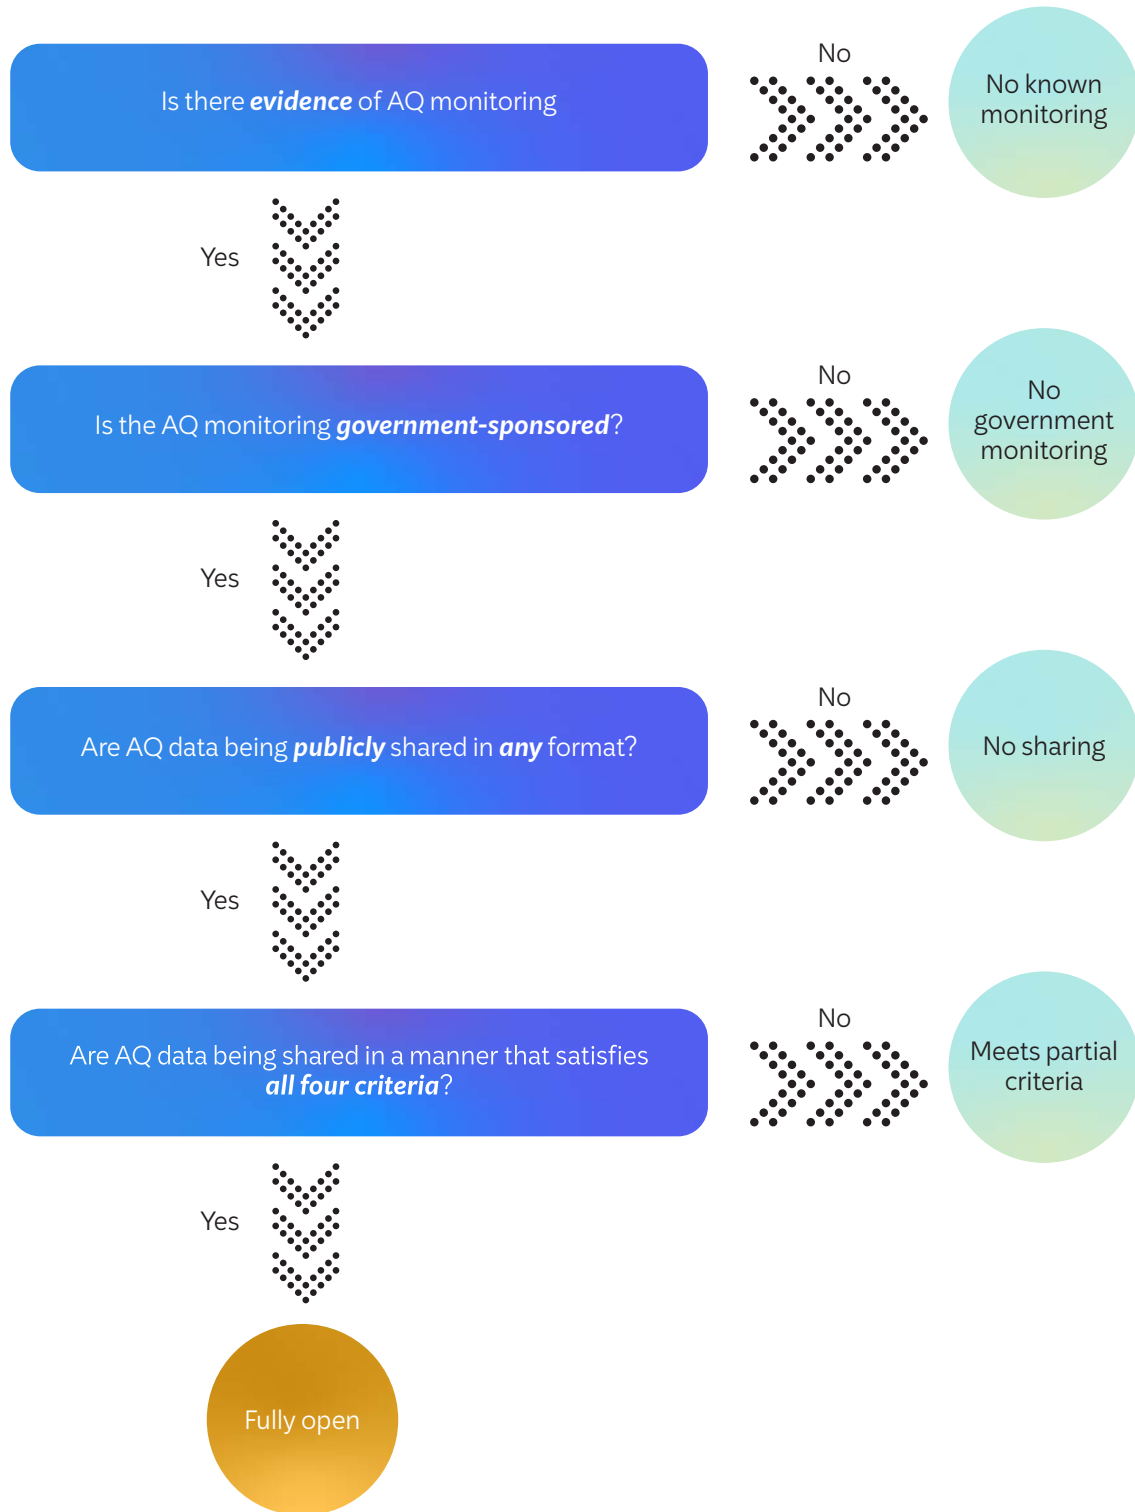 Is there evidence of AQ monitoring
No
No known
monitoring
Yes
Is the AQ monitoring government-sponsored?
No
No
government
monitoring
Yes
Are AQ data being publicly shared in any format?
No
No sharing
Yes
Are AQ data being shared in a manner that satisfies
all four criteria?
No
Meets partial
criteria
Yes
Fully open